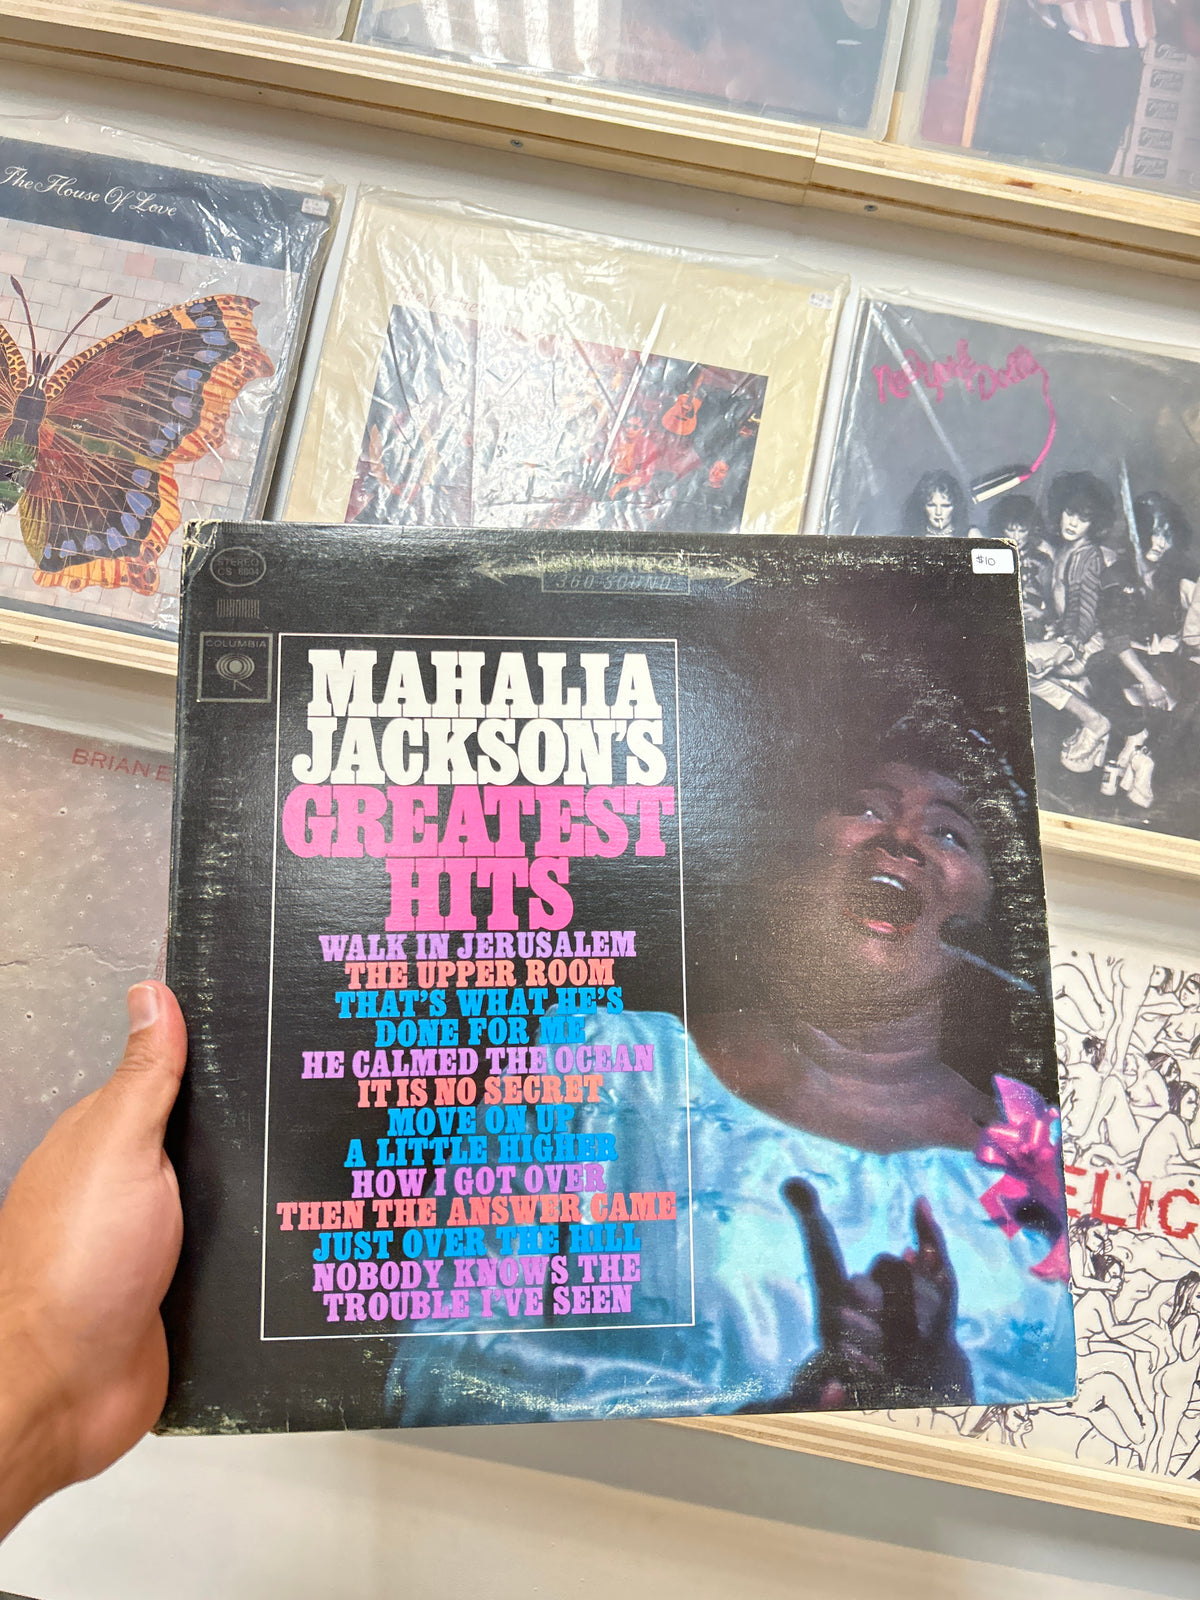 The House Of Love
New York Dolls
STEREO
360 SOUND
$10
COLUMBIA
MAHALIA
JACKSON'S
GREATEST
HITS
WALK IN JERUSALEM
THE UPPER ROOM
THAT'S WHAT HE'S
DONE FOR ME
HE CALMED THE OCEAN
IT IS NO SECRET
MOVE ON UP
A LITTLE HIGHER
HOW I GOT OVER
THEN THE ANSWER CAME
JUST OVER THE HILL
NOBODY KNOWS THE
TROUBLE I'VE SEEN
BRIAN E
ELIC